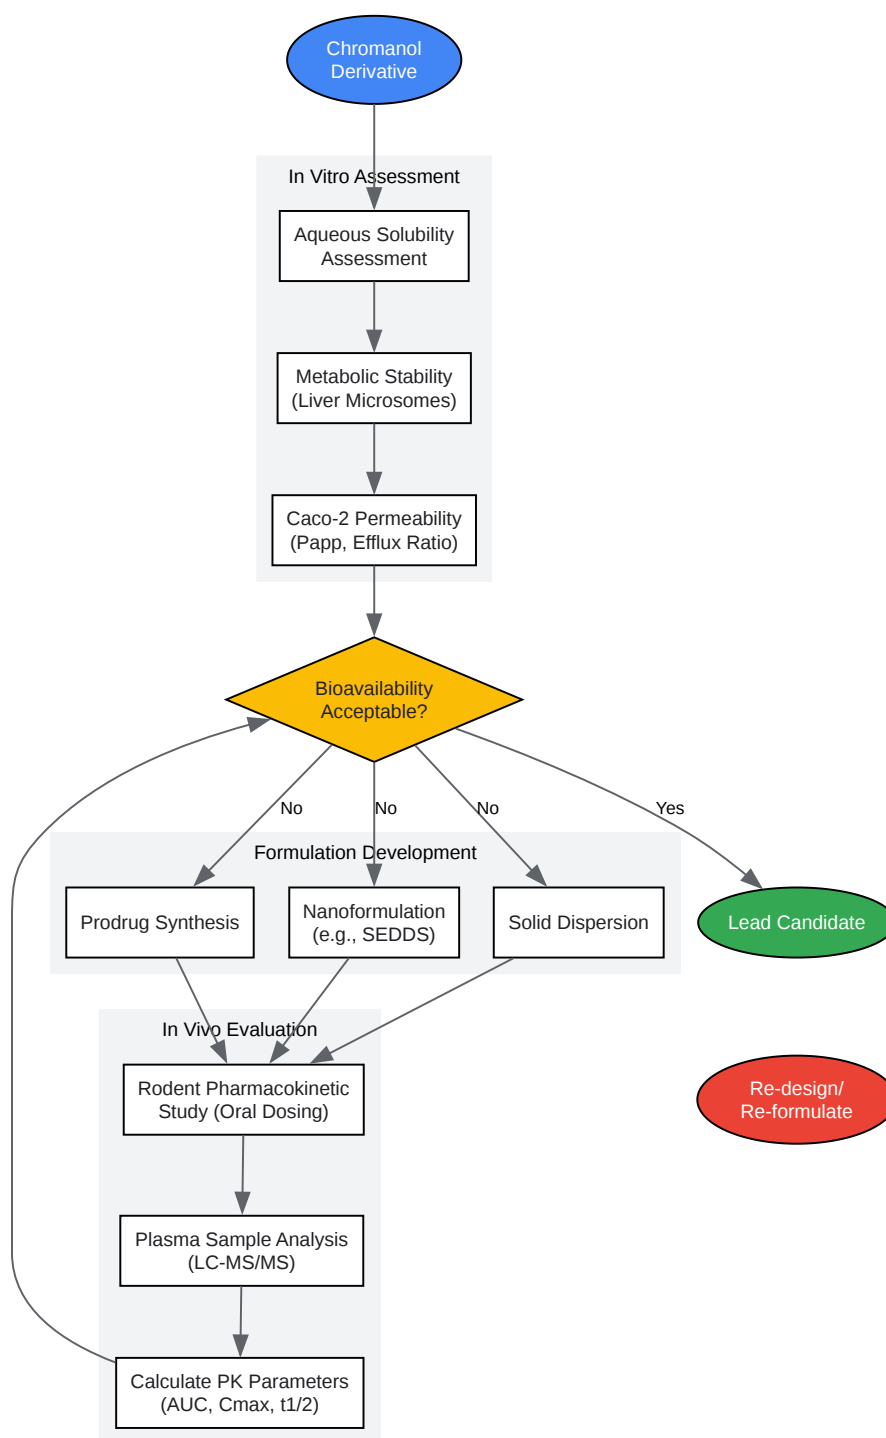 Chromanol
Derivative
In Vitro Assessment
Aqueous Solubility
Assessment
Metabolic Stability
(Liver Microsomes)
Caco-2 Permeability
(Papp, Efflux Ratio)
Bioavailability
Acceptable?
No
No
No
Yes
Formulation Development
Prodrug Synthesis
Nanoformulation
(e.g., SEDDS)
Solid Dispersion
Lead Candidate
In Vivo Evaluation
Rodent Pharmacokinetic
Study (Oral Dosing)
Re-design/
Re-formulate
Plasma Sample Analysis
(LC-MS/MS)
Calculate PK Parameters
(AUC, Cmax, t1/2)